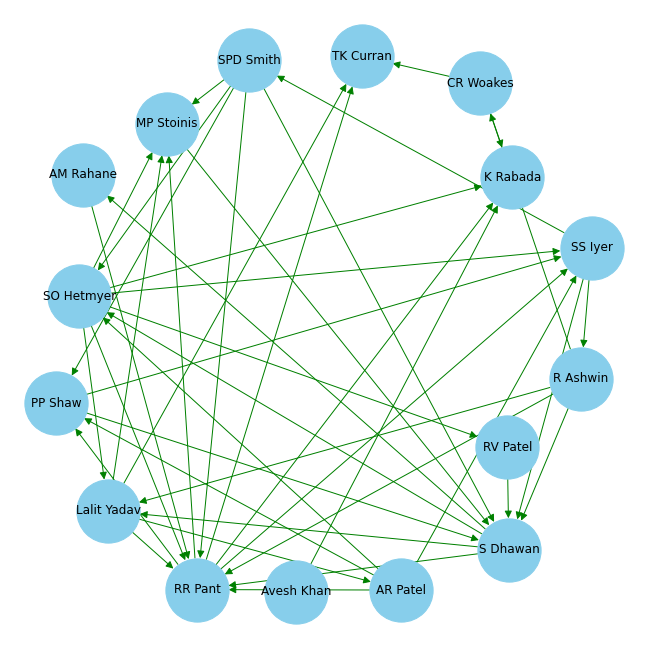 TK Curran
SPD Smith
CR Woakes
MP Stoinis
AM Rahane
K Rabada
SS Iyer
SO Hetmyer
R Ashwin
PP Shaw
RV Patel
Lalit Yadav
S Dhawan
RR Pant
Avesh Khan
AR Patel